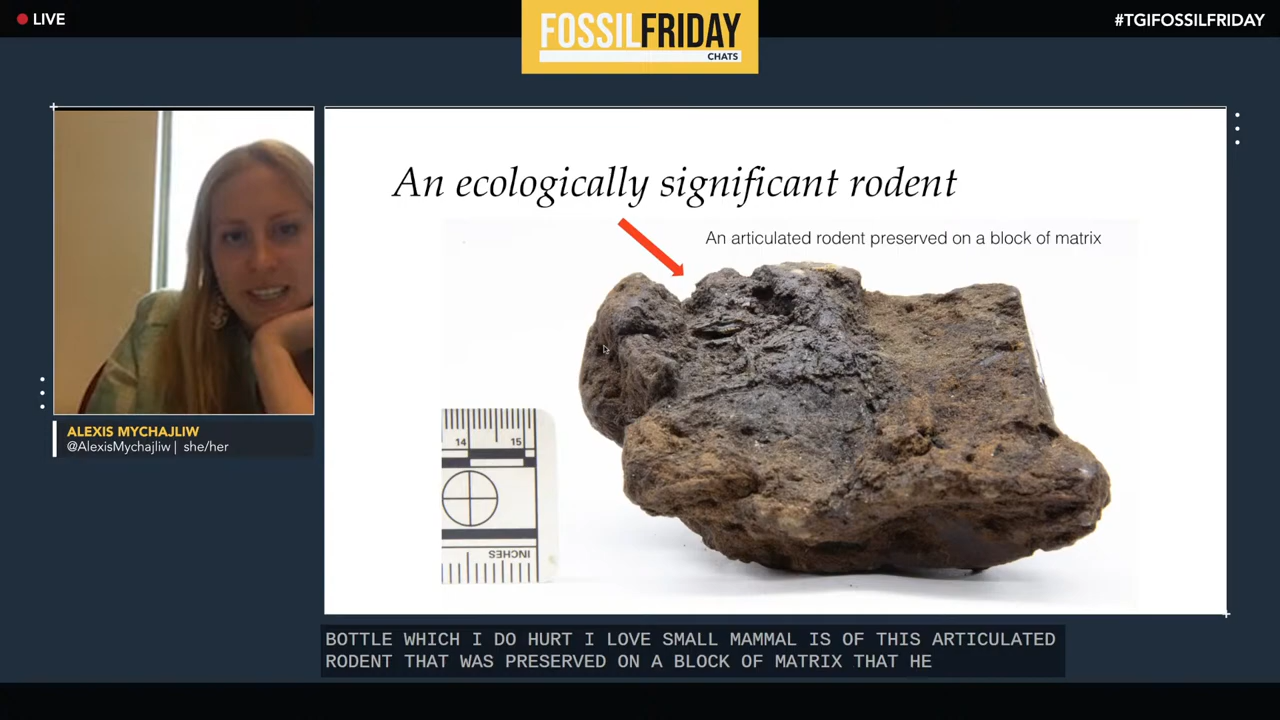 LIVE
FOSSILFRIDAY
CHATS
#TGIFOSSILFRIDAY
An ecologically significant rodent
An articulated rodent preserved on a block of matrix
14 15
INCHES
ALEXIS MYCHAJLIW
@AlexisMychajliw | she/her
BOTTLE WHICH I DO HURT I LOVE SMALL MAMMAL IS OF THIS ARTICULATED
RODENT THAT WAS PRESERVED ON A BLOCK OF MATRIX THAT HE